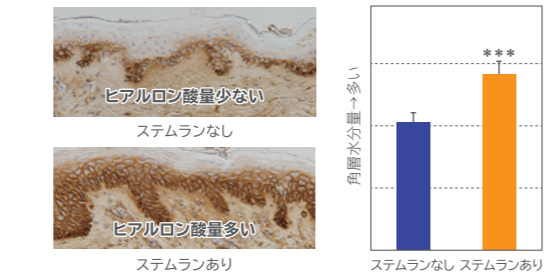 ヒアルロン酸量少ない
ステムランなし
ヒアルロン酸量多い
ステムランあり
角層水分量→多い
***
ステムランなし ステムランあり